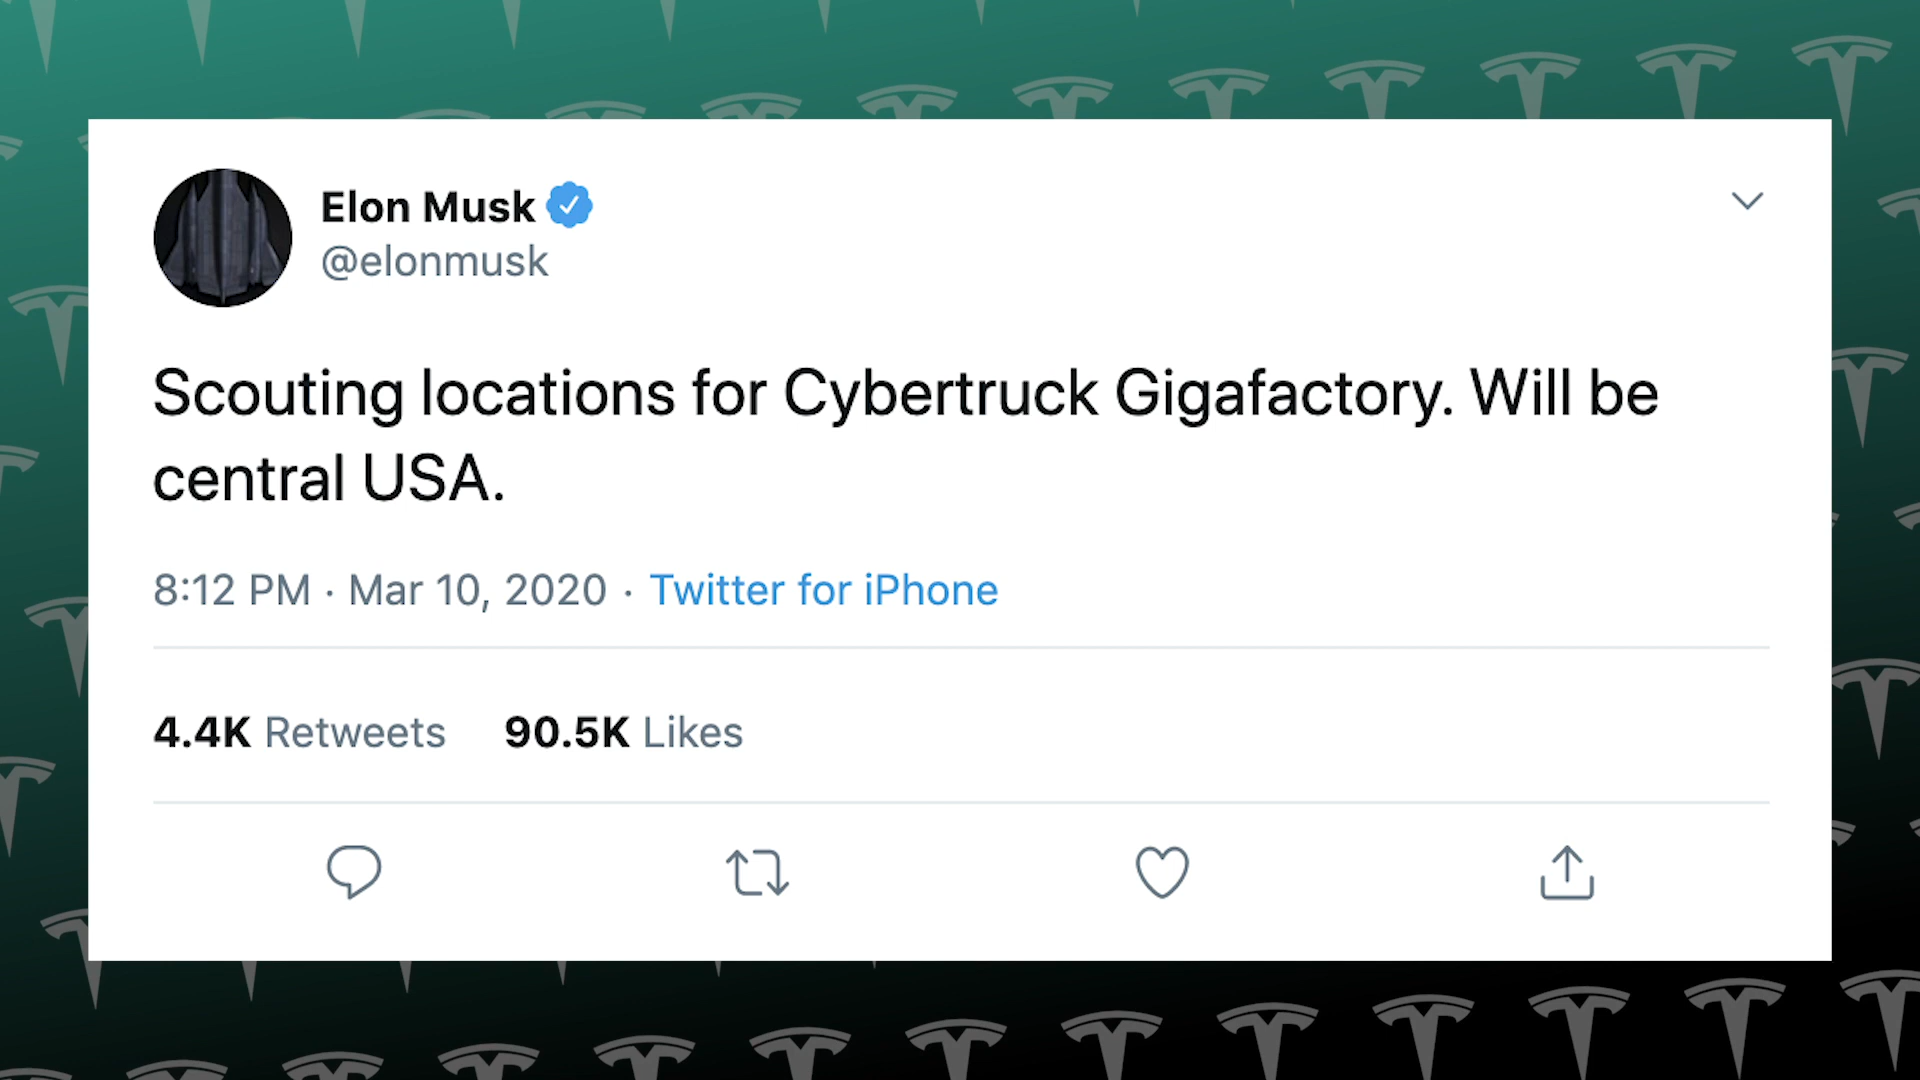 Elon Musk
@elonmusk
Scouting locations for Cybertruck Gigafactory. Will be
central USA.
8:12 PM · Mar 10, 2020 · Twitter for iPhone
4.4K Retweets 90.5K Likes